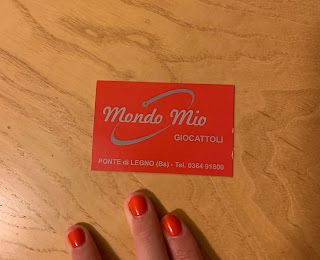 Mondo Mio
GIOCATTOLI
PONTE di LEGNO (Bs) - Tel. 0364 91800